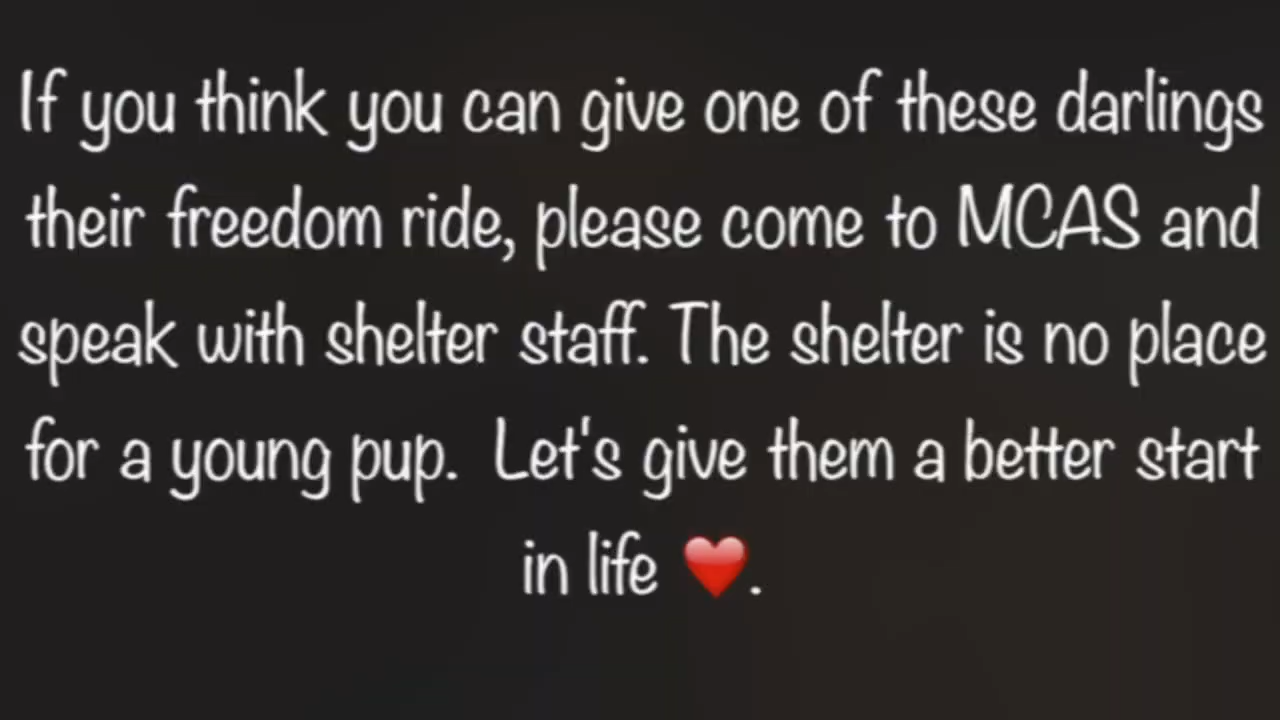 If you think you can give one of these darlings
their freedom ride, please come to MCAS and
speak with shelter staff. The shelter is no place
for a young pup.  Let's give them a better start
in life ❤️.